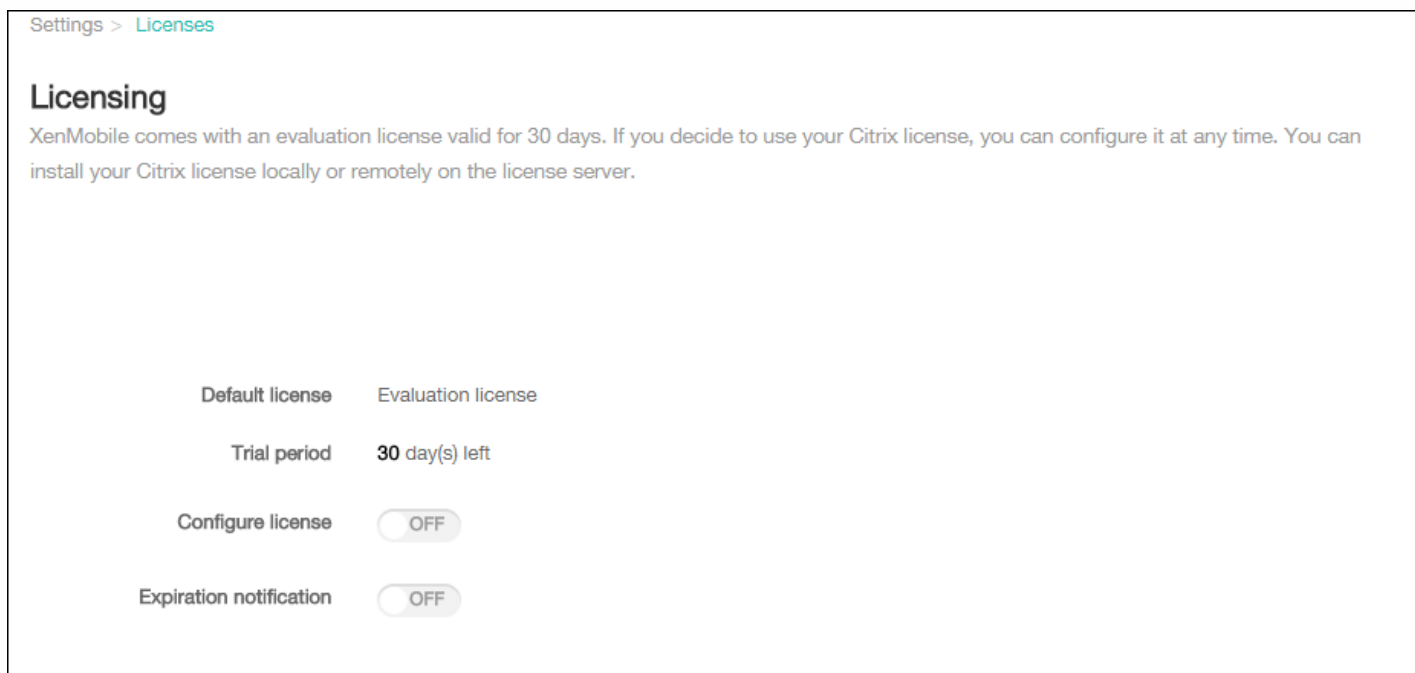 Settings > Licenses
Licensing
XenMobile comes with an evaluation license valid for 30 days. If you decide to use your Citrix license, you can configure it at any time. You can
install your Citrix license locally or remotely on the license server.
Default license Evaluation license
Trial period 30 day(s) left
Configure license OFF
Expiration notification OFF